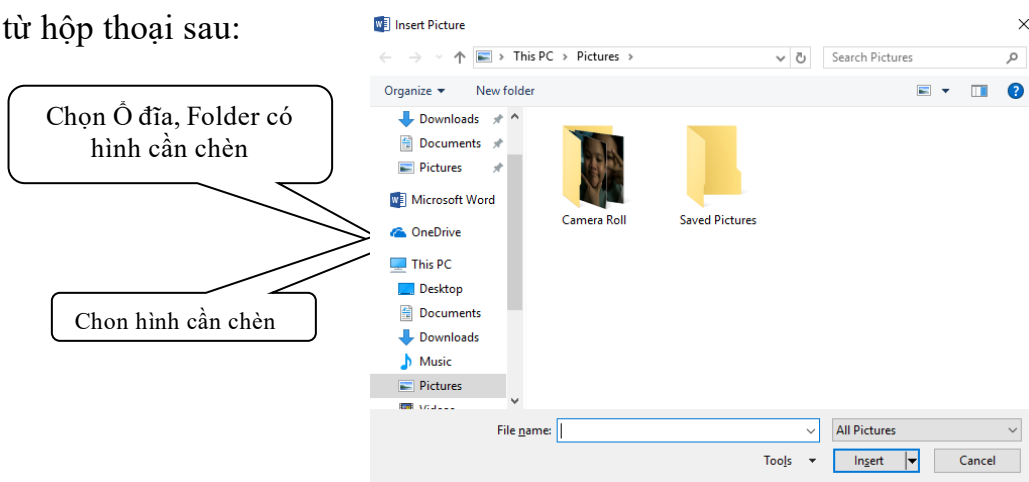 từ hộp thoại sau:
Chọn Ổ đĩa, Folder có
hình cần chèn
Chon hình cần chèn
Insert Picture
This PC > Pictures >
Search Pictures
Organize
New folder
Downloads
Documents
Pictures
Microsoft Word
OneDrive
This PC
Desktop
Documents
Downloads
Music
Pictures
Videos
Camera Roll
Saved Pictures
File name:
All Pictures
Tools
Insert
Cancel